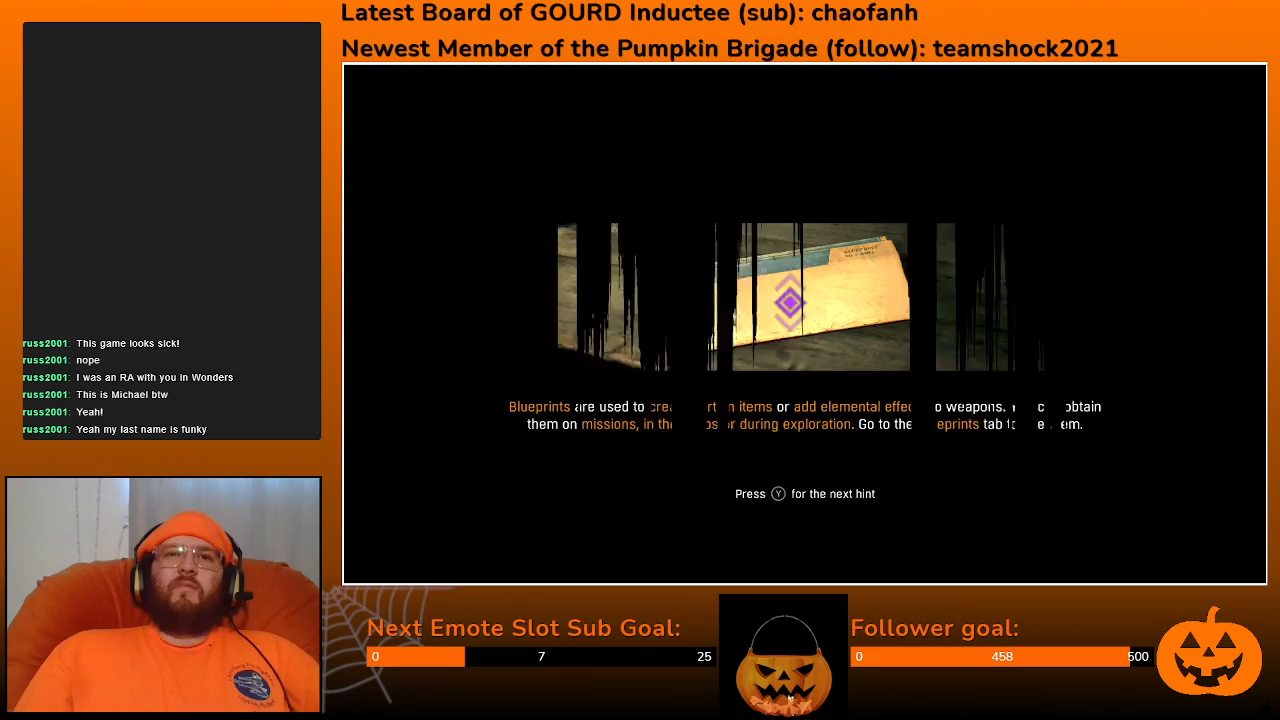 Latest Board of GOURD Inductee (sub): chaofanh
Newest Member of the Pumpkin Brigade (follow): teamshock2021
russ2001: This game looks sick!
russ2001: nope
russ2001: I was an RA with you in Wonders
russ2001: This is Michael btw
russ2001: Yeah!
russ2001: Yeah my last name is funky
BLUEPRINT
Blueprints are used to items or add elemental weapons. obtain
them on missions, in during exploration. Go to the tab
Press Y for the next hint
Next Emote Slot Sub Goal:
0 7 25
Follower goal:
0 458 500